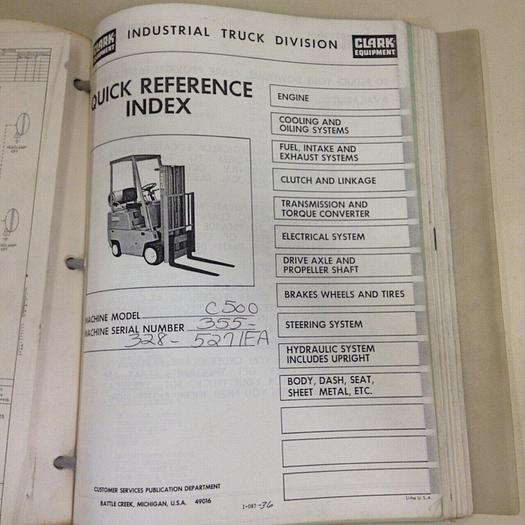 CLARK
EQUIPMENT
INDUSTRIAL TRUCK DIVISION
CLARK
EQUIPMENT
QUICK REFERENCE
INDEX
ENGINE
COOLING AND
OILING SYSTEMS
FUEL, INTAKE AND
EXHAUST SYSTEMS
CLUTCH AND LINKAGE
TRANSMISSION AND
TORQUE CONVERTER
ELECTRICAL SYSTEM
DRIVE AXLE AND
PROPELLER SHAFT
BRAKES WHEELS AND TIRES
STEERING SYSTEM
HYDRAULIC SYSTEM
INCLUDES UPRIGHT
BODY, DASH, SEAT,
SHEET METAL, ETC.
MACHINE MODEL C500
MACHINE SERIAL NUMBER 355-
328-5271EA
CUSTOMER SERVICES PUBLICATION DEPARTMENT
BATTLE CREEK, MICHIGAN, U.S.A. 49016
I-087-36